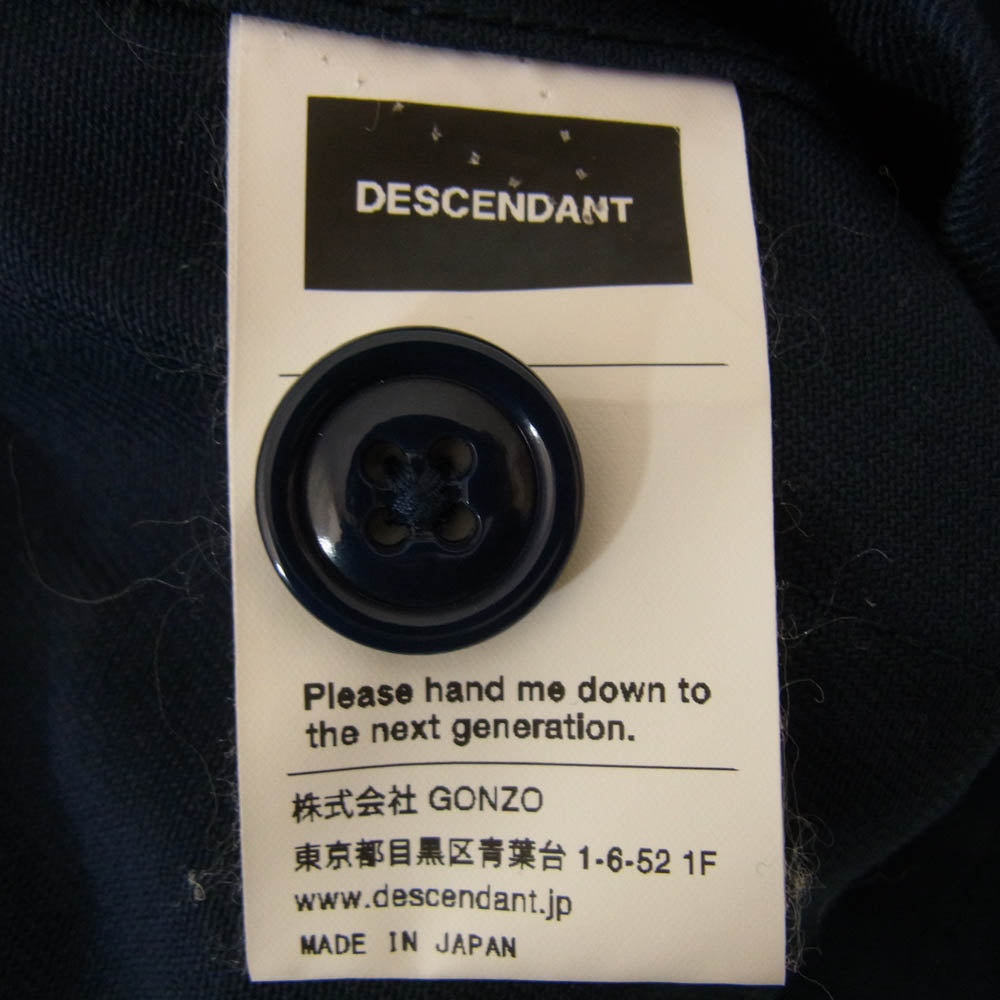 DESCENDANT
Please hand me down to
the next generation.
株式会社 GONZO
東京都目黒区青葉台 1-6-52 1F
www.descendant.jp
MADE IN JAPAN